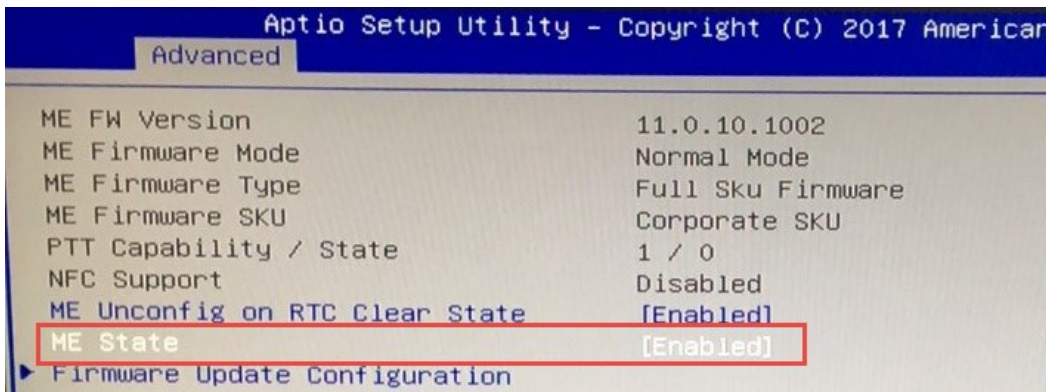 Aptio Setup Utility - Copyright (C) 2017 American
Advanced
ME FW Version 11.0.10.1002
ME Firmware Mode Normal Mode
ME Firmware Type Full Sku Firmware
ME Firmware SKU Corporate SKU
PTT Capability / State 1 / 0
NFC Support Disabled
ME Unconfig on RTC Clear State [Enabled]
ME State [Enabled]
Firmware Update Configuration